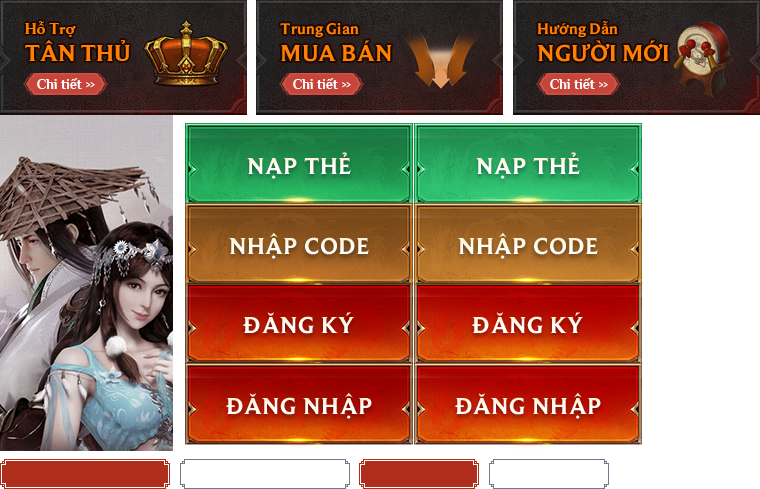 Hỗ Trợ
TÂN THỦ
Chi tiết >>
Trung Gian
MUA BÁN
Chi tiết >>
Hướng Dẫn
NGƯỜI MỚI
Chi tiết >>
NẠP THẺ
NẠP THẺ
NHẬP CODE
NHẬP CODE
ĐĂNG KÝ
ĐĂNG KÝ
ĐĂNG NHẬP
ĐĂNG NHẬP